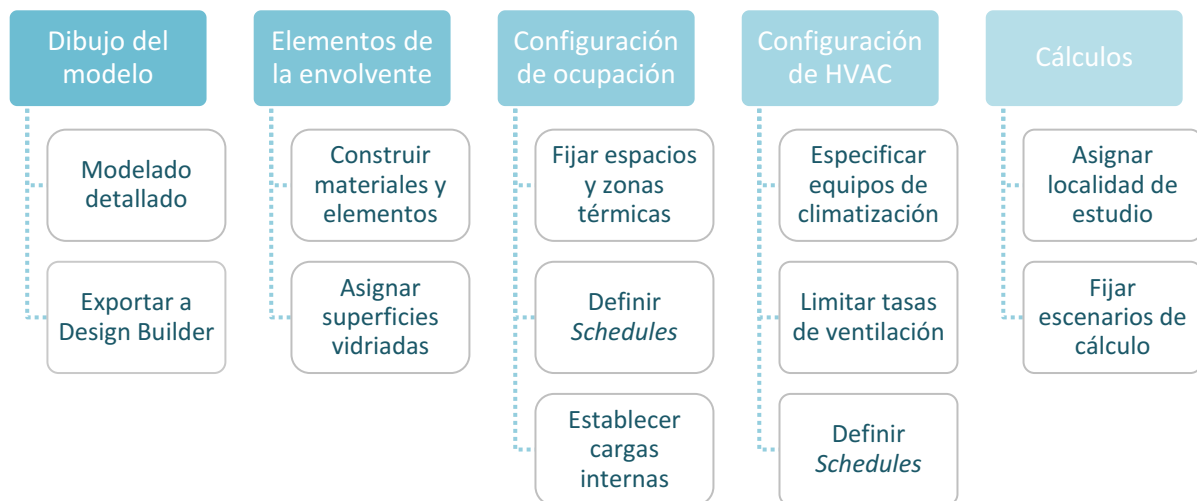 Dibujo del
modelo
Modelado
detallado
Exportar a
Design Builder
Elementos de
la envolvente
Construir
materiales y
elementos
Asignar
superficies
vidriadas
Configuración
de ocupación
Fijar espacios
y zonas
térmicas
Definir
Schedules
Establecer
cargas
internas
Configuración
de HVAC
Especificar
equipos de
climatización
Limitar tasas
de ventilación
Definir
Schedules
Cálculos
Asignar
localidad de
estudio
Fijar
escenarios de
cálculo